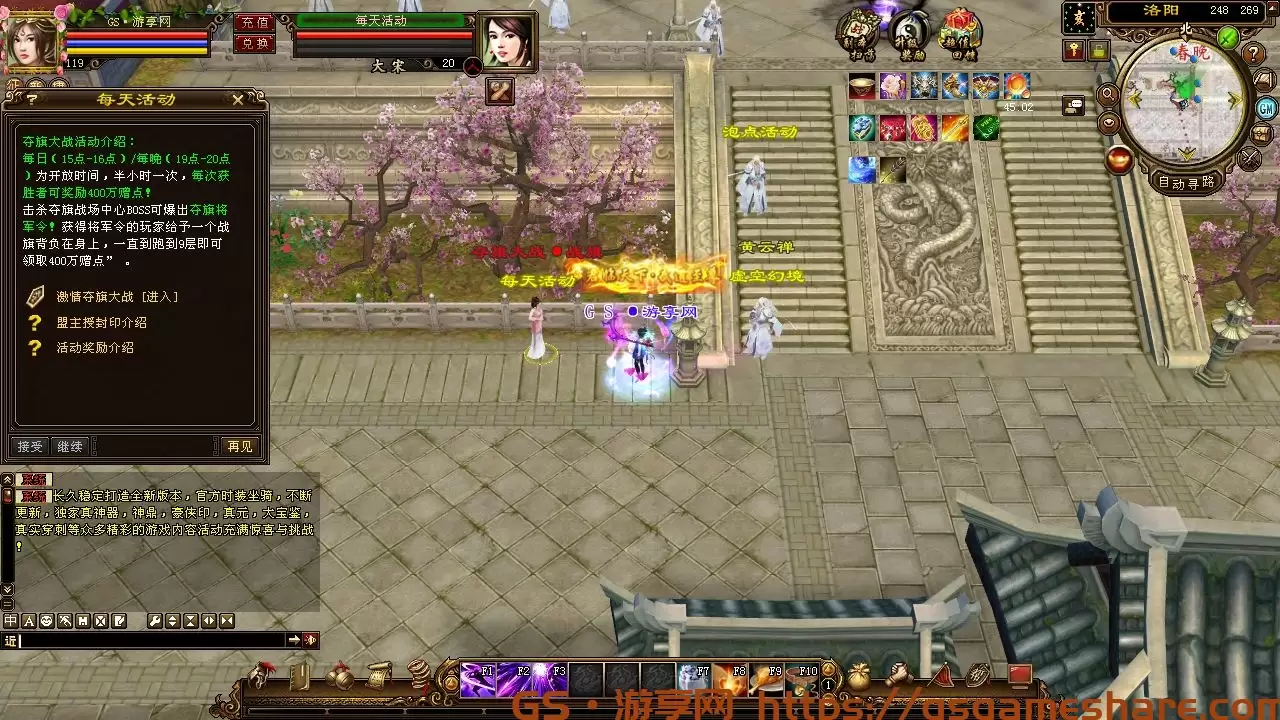 GS·游享网
119
充值
兑换
每天活动
大宋
20
洛阳
248 269
北
春晚
GM
自动寻路
45.02
每天活动
夺旗大战活动介绍：
每日（15点-16点）/每晚（19点-20点
）为开放时间，半小时一次，每次获
胜者可奖励400万赠点！
击杀夺旗战场中心BOSS可爆出夺旗将
军令！获得将军令的玩家给予一个战
旗背负在身上，一直到跑到9层即可
领取400万赠点”。
激情夺旗大战 [进入]
盟主授封印介绍
活动奖励介绍
接受
继续
再见
泡点活动
黄云禅
虚空幻境
每天活动
GS●游享网
系统
系统 长久稳定打造全新版本，官方时装坐骑，不断
更新，独家真神器，神鼎，豪侠印，真元，大宝鉴，
真实穿刺等众多精彩的游戏内容活动充满惊喜与挑战
！
中
近
F1
F2
F3
F7
F8
F9
F10
1
GS·游享网 https://gsgameshare.com